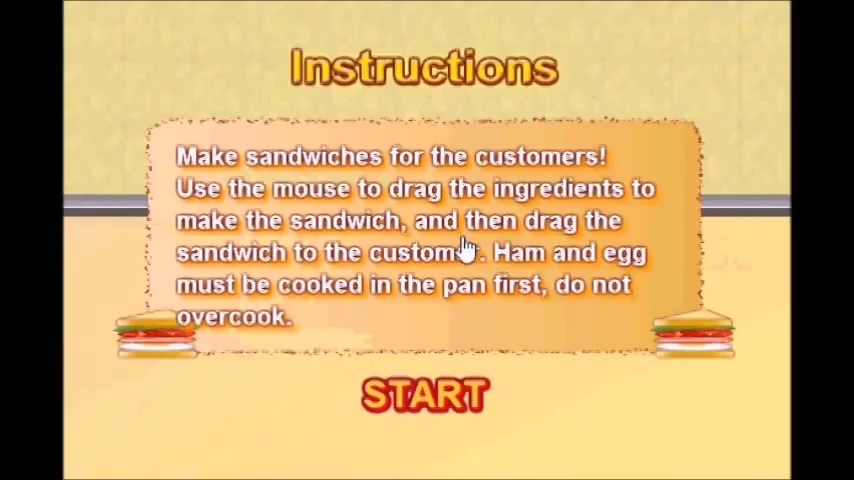 Instructions
Make sandwiches for the customers!
Use the mouse to drag the ingredients to
make the sandwich, and then drag the
sandwich to the customer. Ham and egg
must be cooked in the pan first, do not
overcook.
START